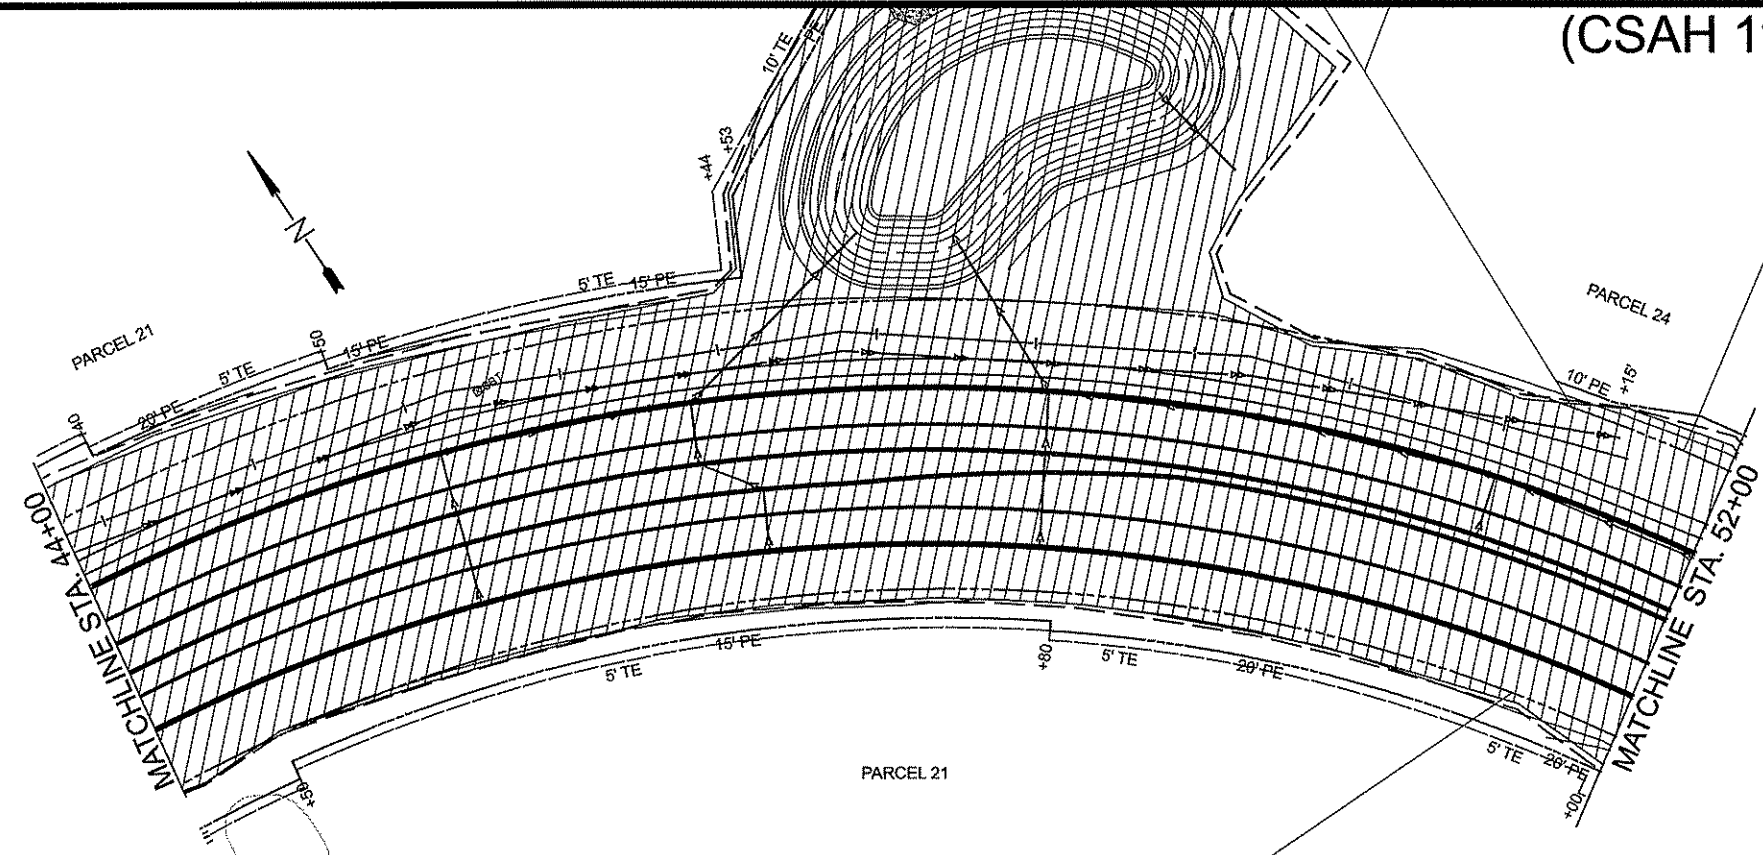 (CSAH 11
10' TE
PE
+53
+44
N
5' TE
15' PE
PARCEL 24
PARCEL 21
+50
15' PE
5' TE
20' PE
10' PE
+15'
+40
MATCHLINE STA. 44+00
MATCHLINE STA. 52+00
15' PE
5' TE
+80
5' TE
20' PE
PARCEL 21
5' TE
20' PE
+50
+00